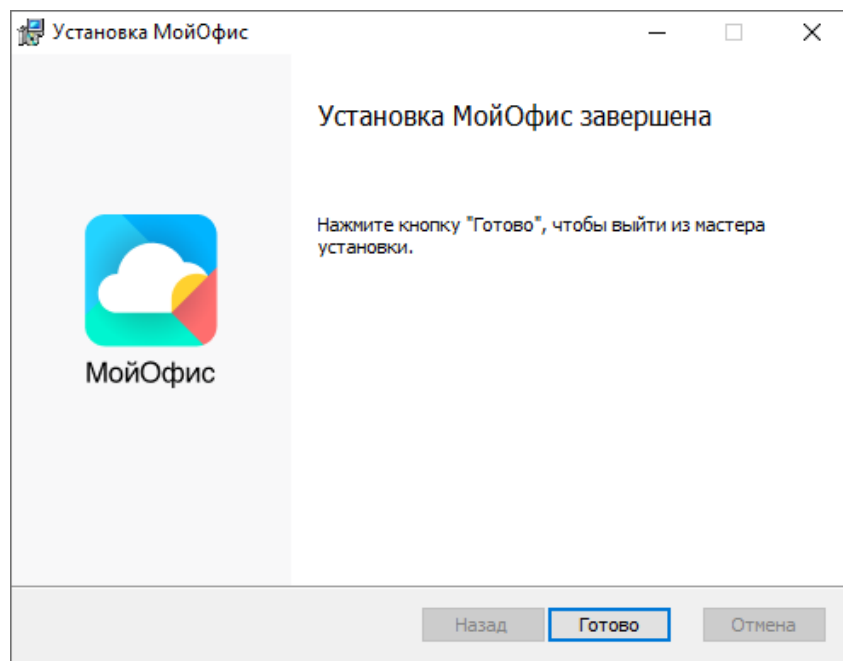 Установка МойОфис
Установка МойОфис завершена
Нажмите кнопку "Готово", чтобы выйти из мастера
установки.
МойОфис
Назад
Готово
Отмена